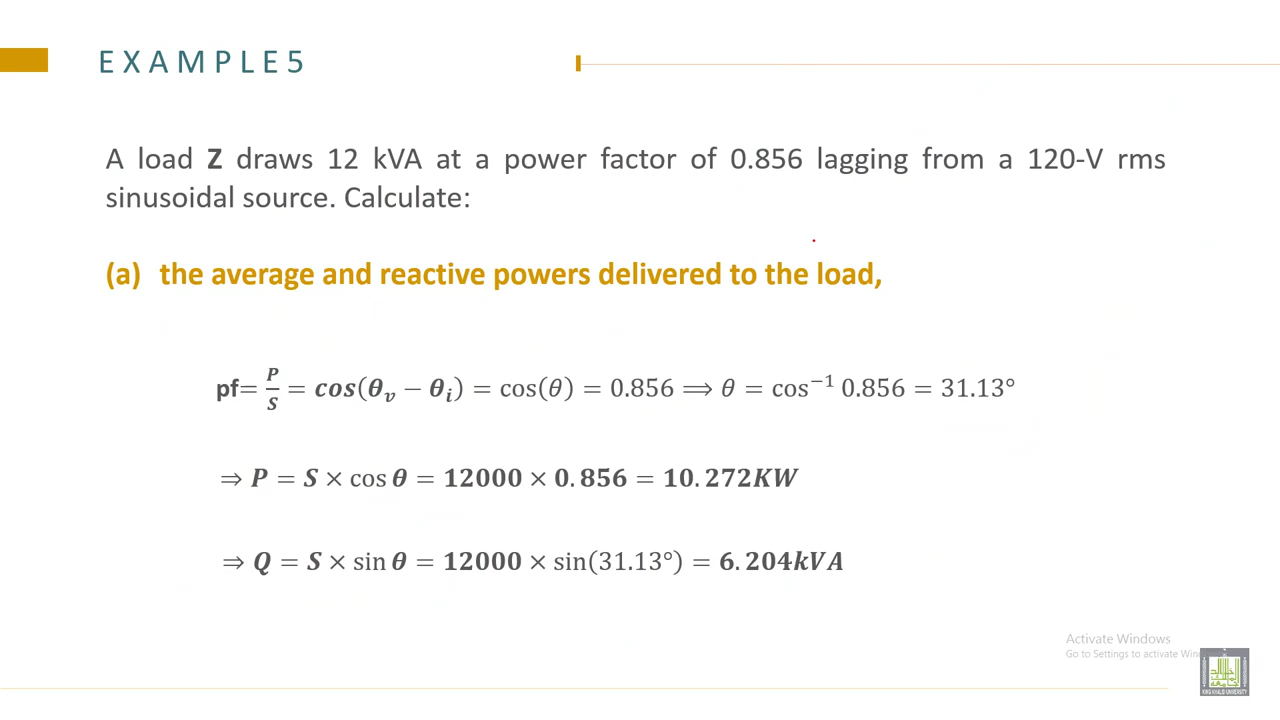 EXAMPLE5
A load Z draws 12 kVA at a power factor of 0.856 lagging from a 120-V rms
sinusoidal source. Calculate:
(a) the average and reactive powers delivered to the load,
pf= P/S = cos(θv − θi) = cos(θ) = 0.856 ⟹ θ = cos⁻¹ 0.856 = 31.13°
⇒ P = S × cos θ = 12000 × 0.856 = 10.272KW
⇒ Q = S × sin θ = 12000 × sin(31.13°) = 6.204kVA
Activate Windows
Go to Settings to activate Win
KING KHALID UNIVERSITY